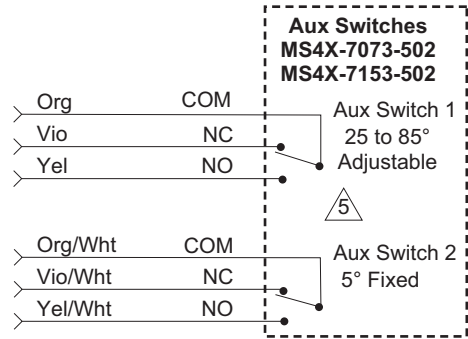 Aux Switches
MS4X-7073-502
MS4X-7153-502
Org COM
Aux Switch 1
Vio NC
25 to 85°
Yel NO
Adjustable
5
Org/Wht COM
Aux Switch 2
Vio/Wht NC
5° Fixed
Yel/Wht NO